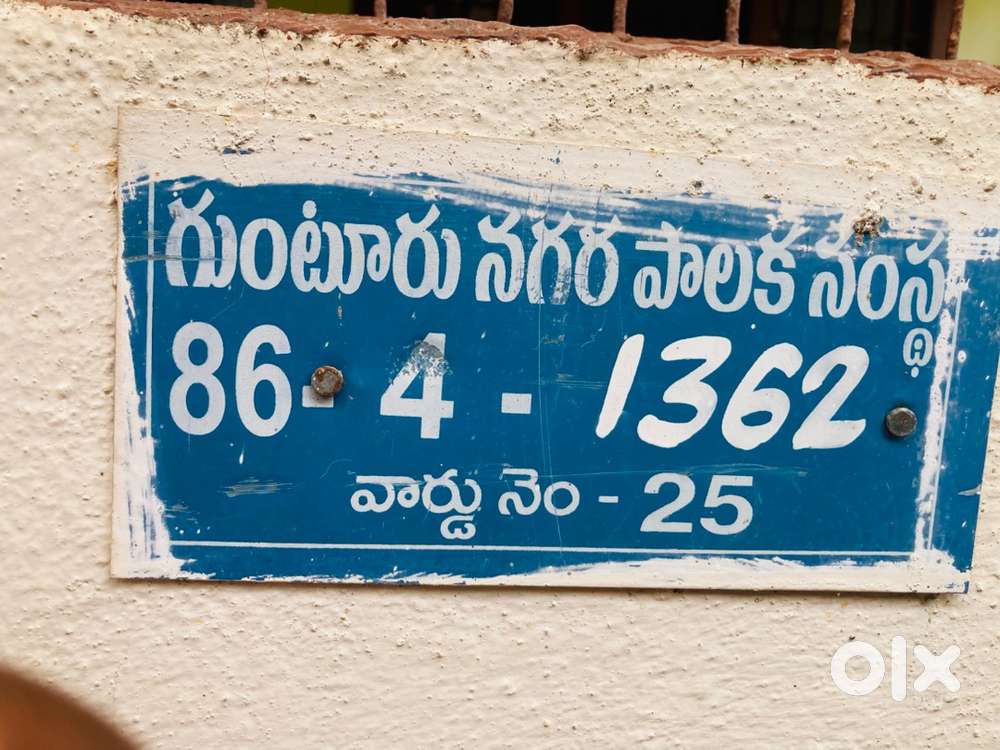 గుంటూరు నగర పాలక సంస్థ
86-4-1362
వార్డు నెం - 25
olx